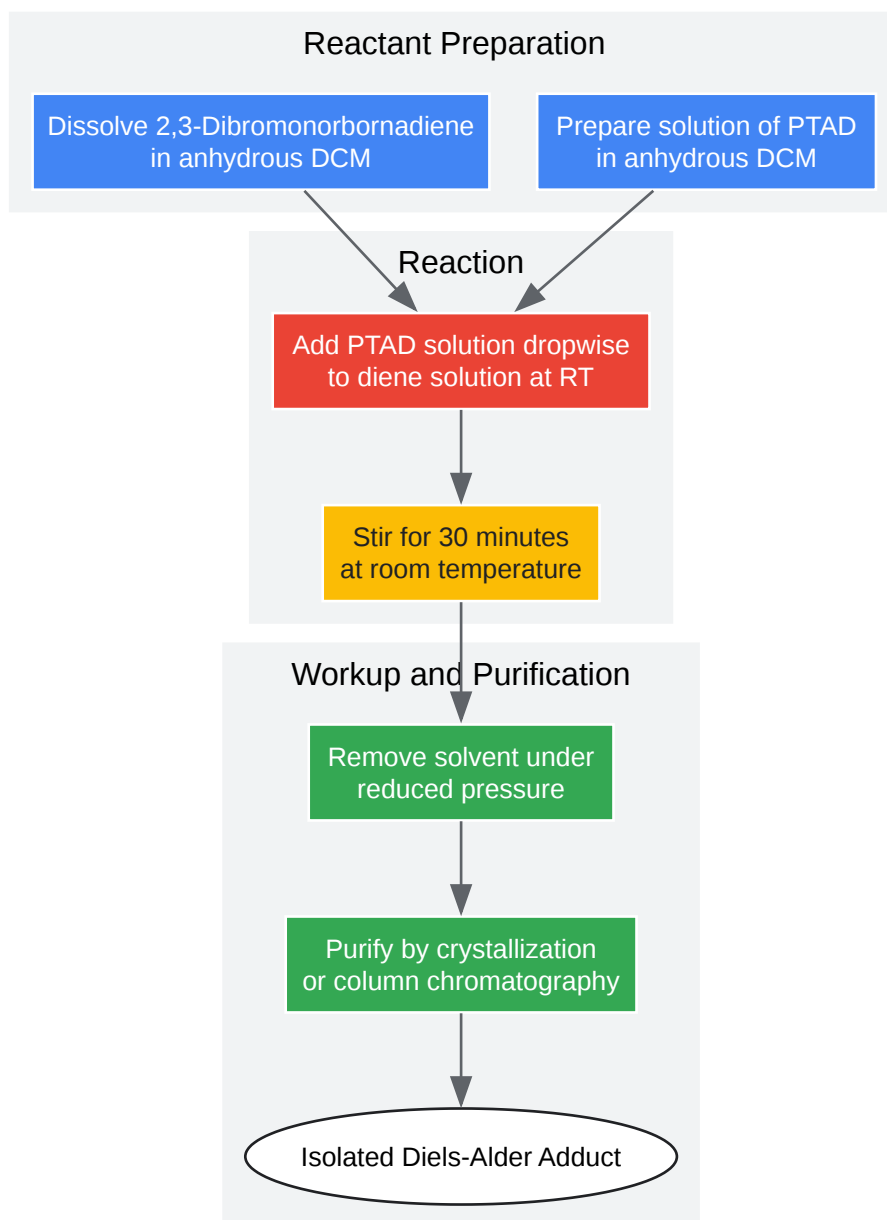 Reactant Preparation
Dissolve 2,3-Dibromonorbornadiene
in anhydrous DCM
Prepare solution of PTAD
in anhydrous DCM
Reaction
Add PTAD solution dropwise
to diene solution at RT
Stir for 30 minutes
at room temperature
Workup and Purification
Remove solvent under
reduced pressure
Purify by crystallization
or column chromatography
Isolated Diels-Alder Adduct